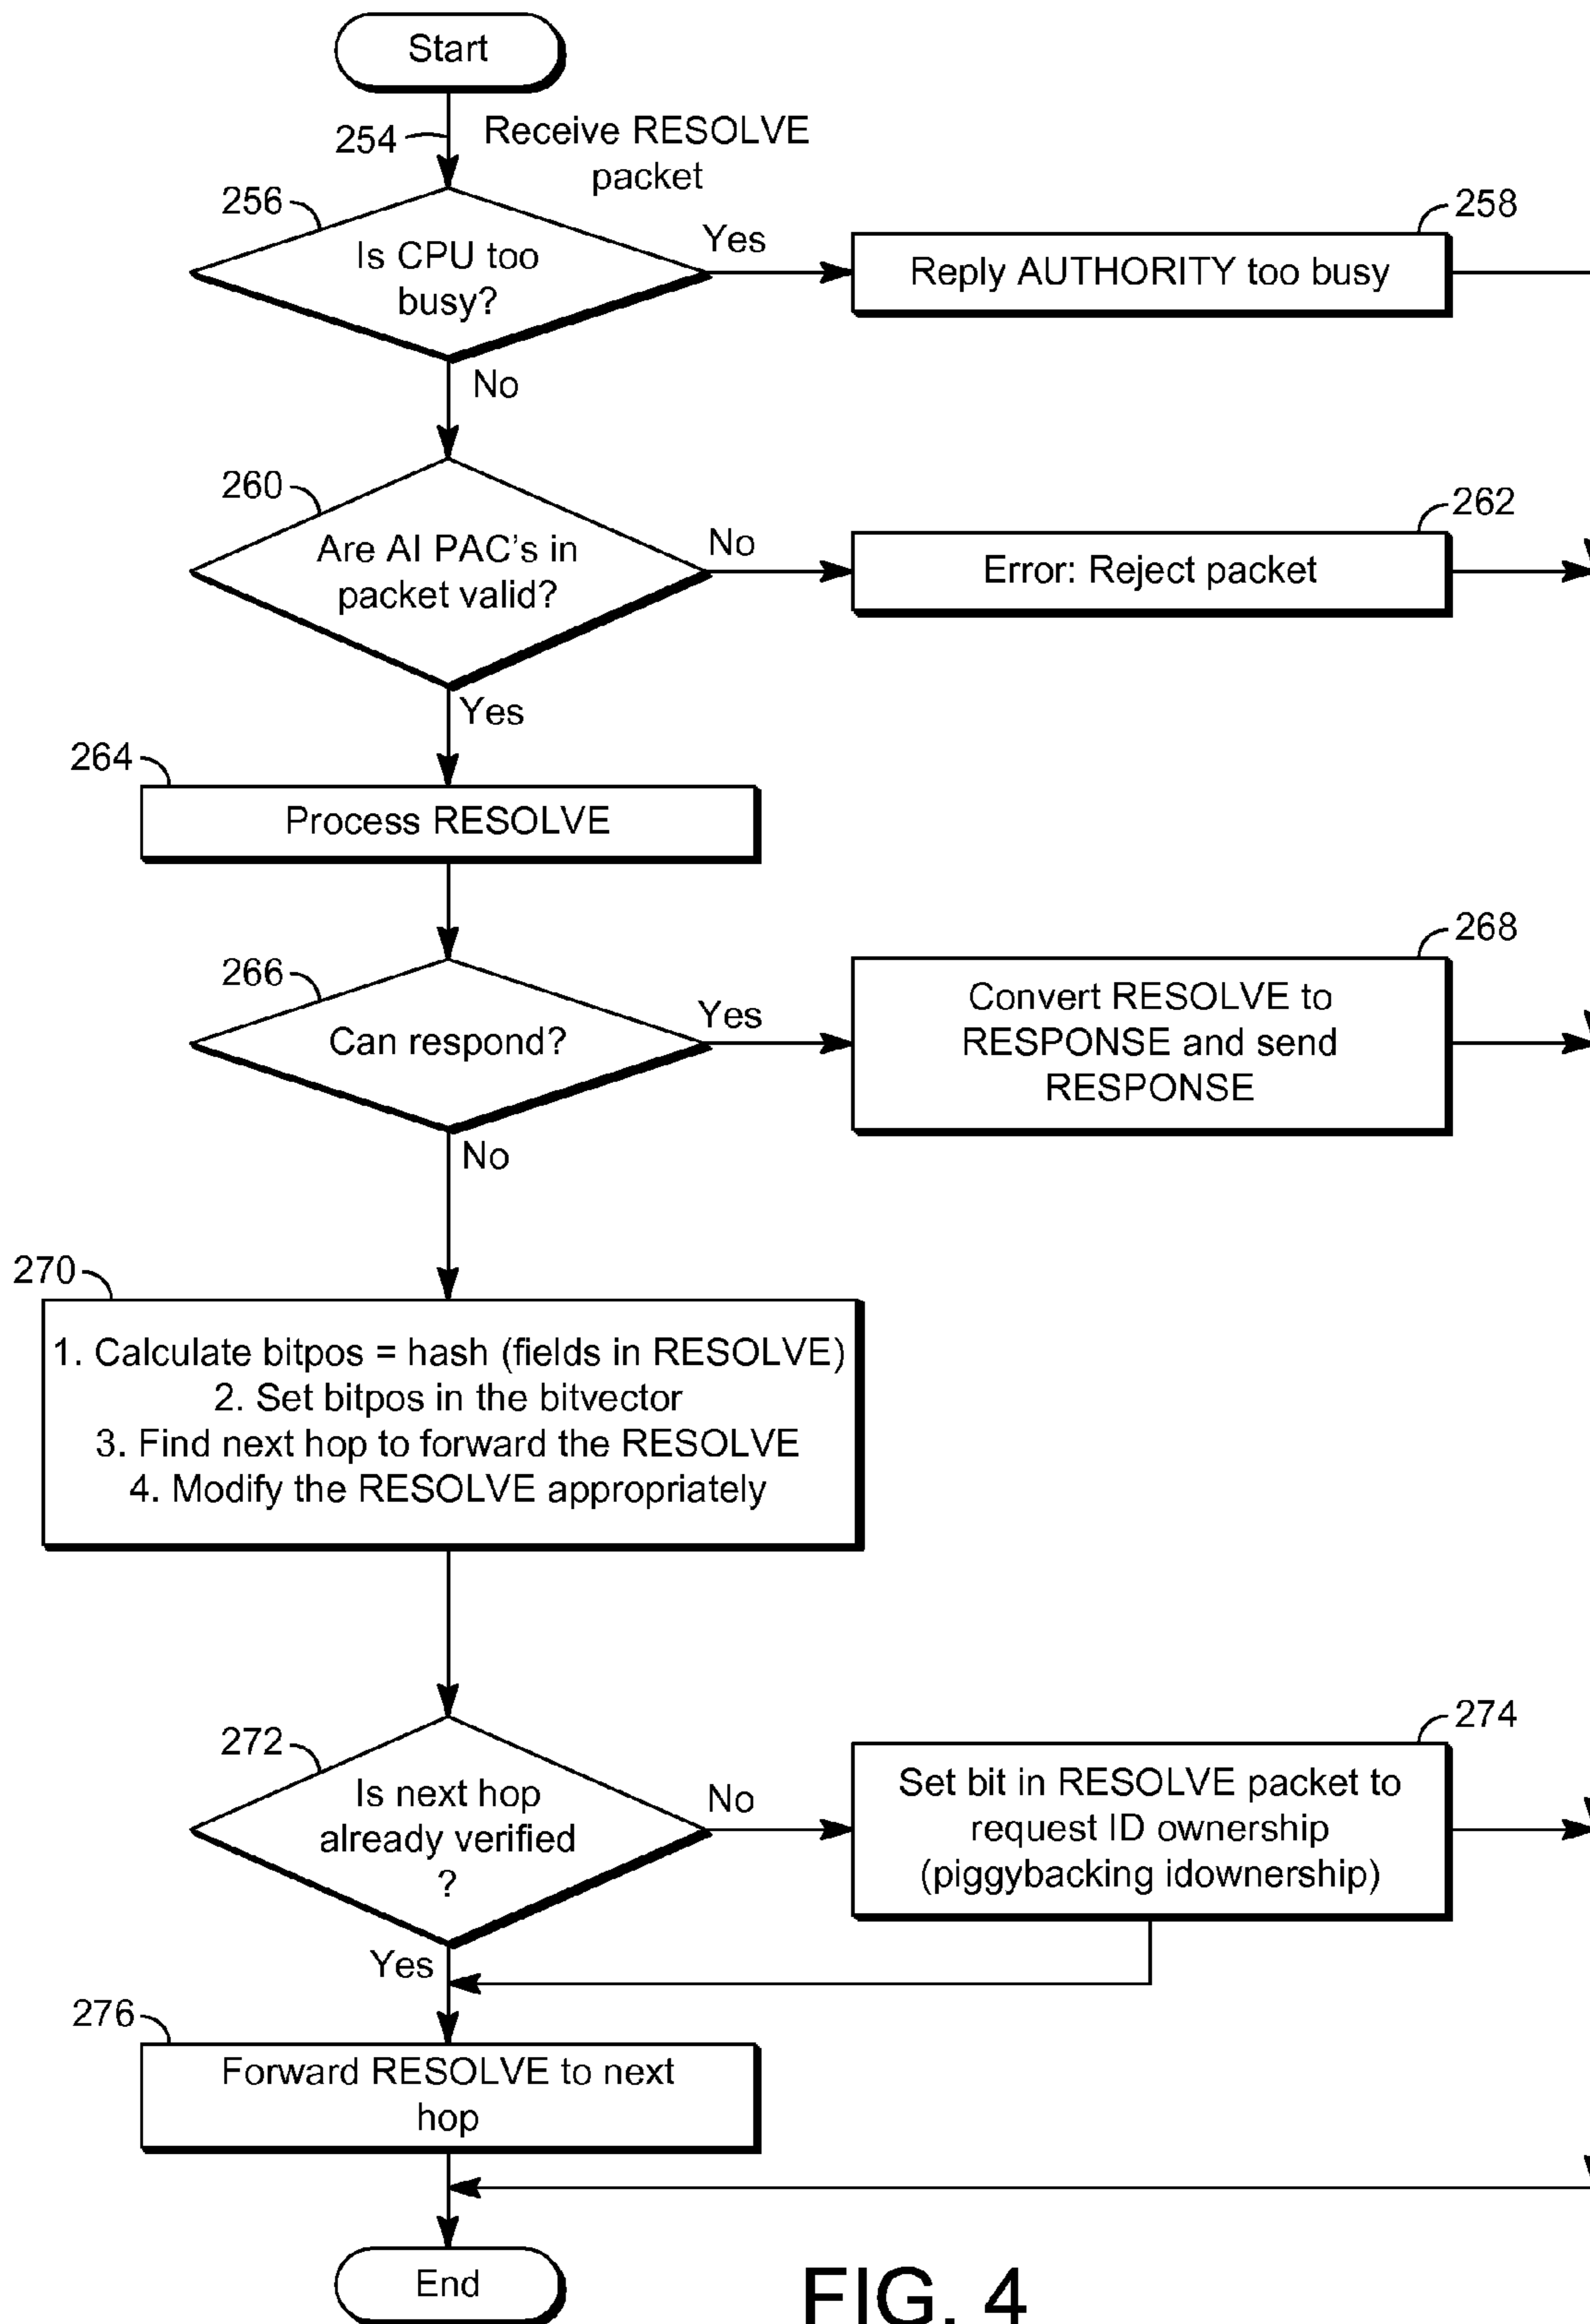 Start
254
Receive RESOLVE
packet
256
Is CPU too
busy?
Yes
258
Reply AUTHORITY too busy
No
260
Are AI PAC's in
packet valid?
No
262
Error: Reject packet
Yes
264
Process RESOLVE
266
Can respond?
Yes
268
Convert RESOLVE to
RESPONSE and send
RESPONSE
No
270
1. Calculate bitpos = hash (fields in RESOLVE)
2. Set bitpos in the bitvector
3. Find next hop to forward the RESOLVE
4. Modify the RESOLVE appropriately
272
Is next hop
already verified
?
No
274
Set bit in RESOLVE packet to
request ID ownership
(piggybacking idownership)
Yes
276
Forward RESOLVE to next
hop
End
FIG. 4